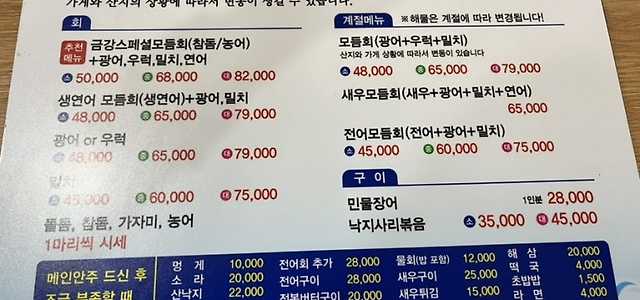 가게와 산지의 상황에 따라서 변동이 생길 수 있습니다.
회
추천메뉴 금강스페셜모듬회(참돔/농어)
+광어,우럭,밀치,연어
소 50,000 중 68,000 대 82,000
생연어 모듬회(생연어)+광어,밀치
소 48,000 중 65,000 대 79,000
광어 or 우럭
소 48,000 중 65,000 대 79,000
밀치
소 45,000 중 60,000 대 75,000
돌돔, 참돔, 가자미, 농어
1마리씩 시세
계절메뉴 ※해물은 계절에 따라 변경됩니다!
모듬회(광어+우럭+밀치)
산지와 가게 상황에 따라서 변동이 있습니다
소 48,000 중 65,000 대 79,000
새우모듬회(새우+광어+밀치+연어)
65,000
전어모듬회(전어+광어+밀치)
소 45,000 중 60,000 대 75,000
구 이
민물장어 1인분 28,000
낙지사리볶음 소 35,000 대 45,000
메인안주 드신 후
조금 부족할 때
멍 게 10,000
소 라 20,000
산낙지 22,000
전어회 추가 28,000
전어구이 28,000
전복버터구이 20,000
물회(밥 포함) 12,000
새우구이 25,000
새우튀김 15,000
해 삼 20,000
떡 국 4,000
초밥밥 1,500
라 면 4,000